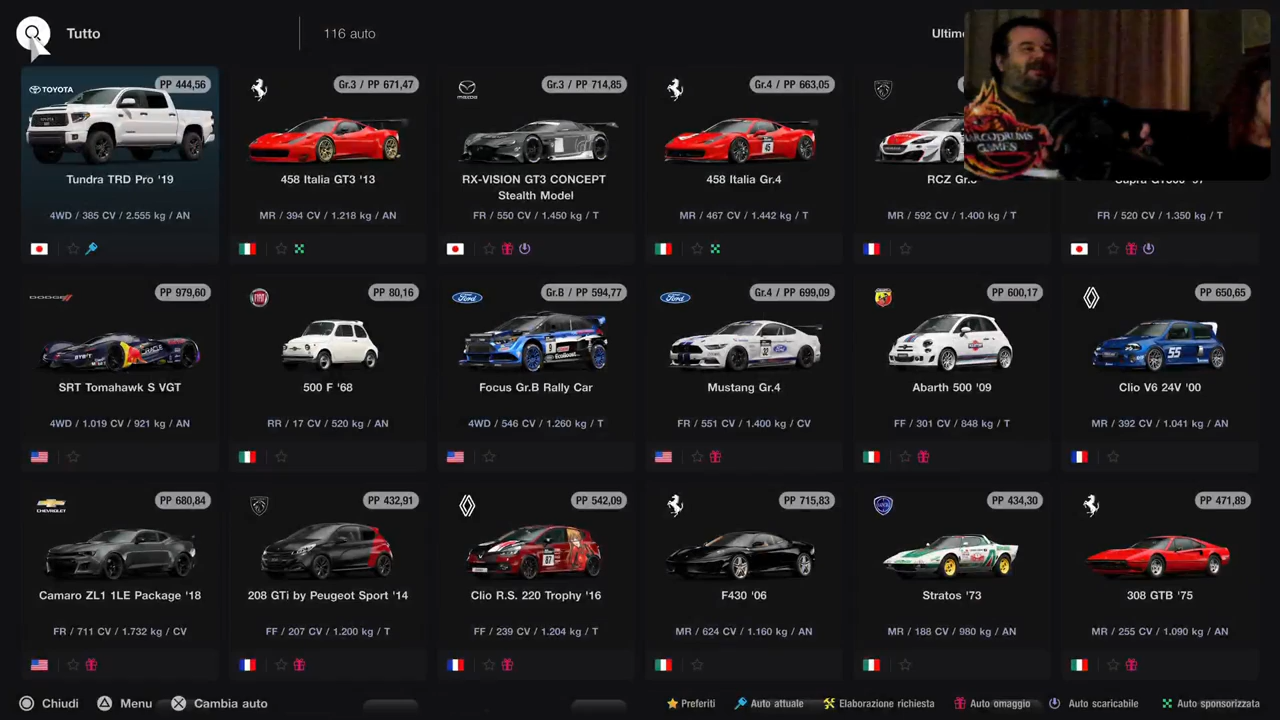 Tutto
116 auto
Ultime
TOYOTA
PP 444,56
Tundra TRD Pro '19
4WD / 385 CV / 2.555 kg / AN
Gr.3 / PP 671,47
458 Italia GT3 '13
MR / 394 CV / 1.218 kg / AN
mazda
Gr.3 / PP 714,85
RX-VISION GT3 CONCEPT
Stealth Model
FR / 550 CV / 1.450 kg / T
Gr.4 / PP 663,05
458 Italia Gr.4
MR / 467 CV / 1.442 kg / T
RCZ Gr.3
MR / 592 CV / 1.400 kg / T
GAMES
FR / 520 CV / 1.350 kg / T
DODGE
PP 979,60
SRT Tomahawk S VGT
4WD / 1.019 CV / 921 kg / AN
FIAT
PP 80,16
500 F '68
RR / 17 CV / 520 kg / AN
Ford
Gr.B / PP 594,77
Focus Gr.B Rally Car
4WD / 546 CV / 1.260 kg / T
Ford
Gr.4 / PP 699,09
Mustang Gr.4
FR / 551 CV / 1.400 kg / CV
PP 600,17
Abarth 500 '09
FF / 301 CV / 848 kg / T
PP 650,65
55
Clio V6 24V '00
MR / 392 CV / 1.041 kg / AN
CHEVROLET
PP 680,84
Camaro ZL1 1LE Package '18
FR / 711 CV / 1.732 kg / CV
PP 432,91
208 GTi by Peugeot Sport '14
FF / 207 CV / 1.200 kg / T
PP 542,09
Clio R.S. 220 Trophy '16
FF / 239 CV / 1.204 kg / T
PP 715,83
F430 '06
MR / 624 CV / 1.160 kg / AN
PP 434,30
Stratos '73
MR / 188 CV / 980 kg / AN
PP 471,89
308 GTB '75
MR / 255 CV / 1.090 kg / AN
Chiudi
Menu
Cambia auto
Preferiti
Auto attuale
Elaborazione richiesta
Auto omaggio
Auto scaricabile
Auto sponsorizzata